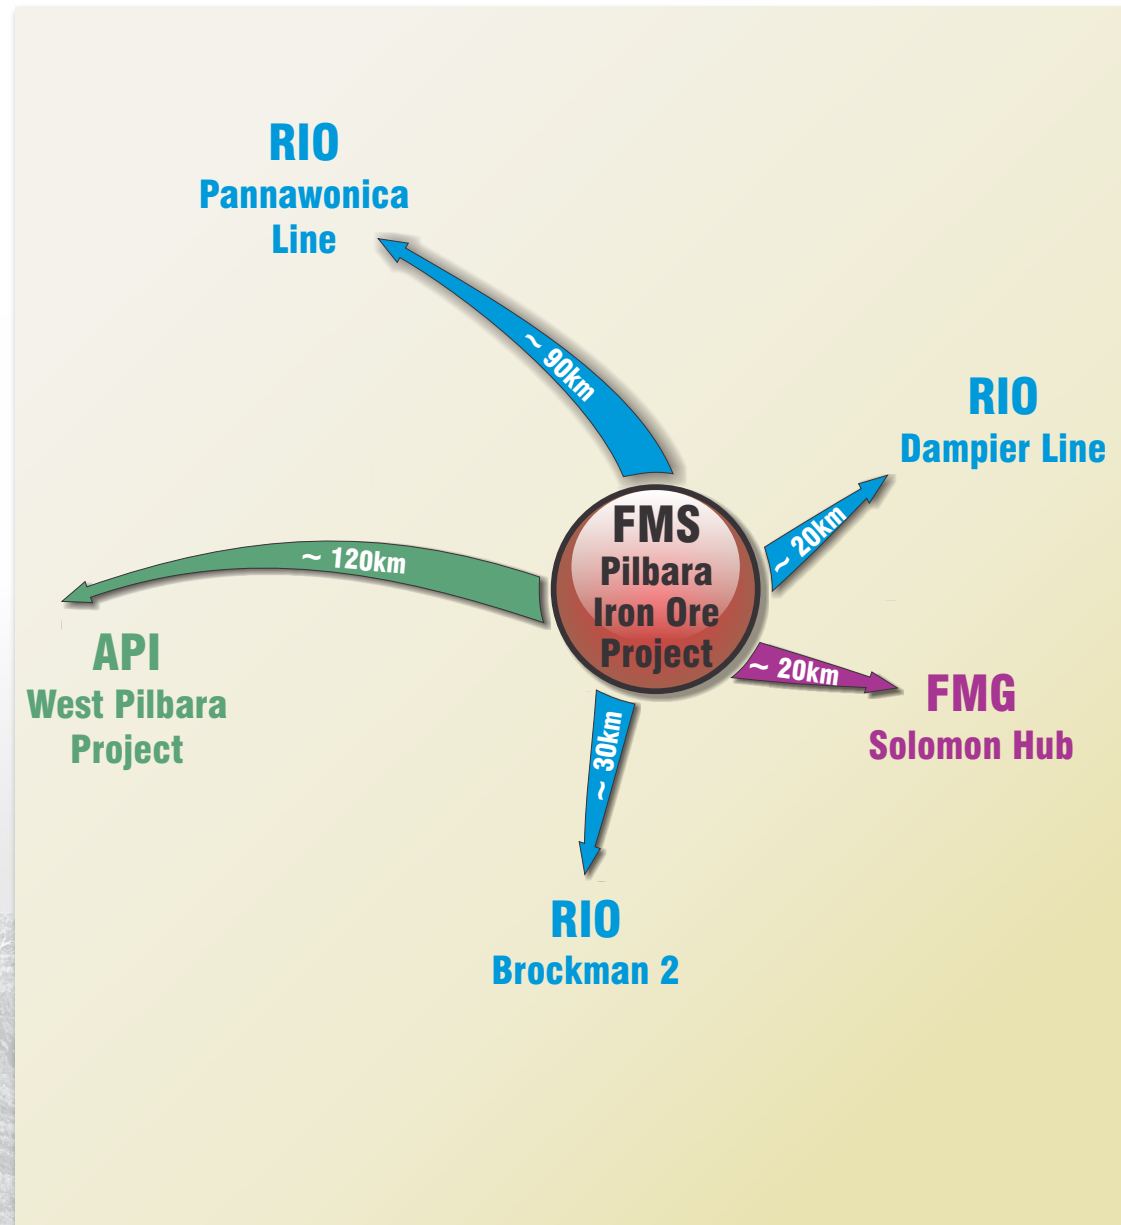 RIO
Pannawonica
Line
~ 90km
RIO
Dampier Line
~ 20km
FMS
Pilbara
Iron Ore
Project
~ 120km
API
West Pilbara
Project
~ 20km
FMG
Solomon Hub
~ 30km
RIO
Brockman 2